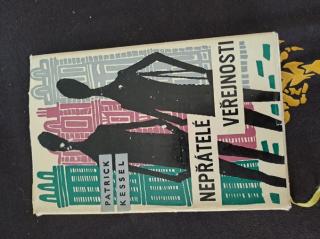 PATRICK
KESSEL
NEPŘÁTELÉ
VEŘEJNOSTI